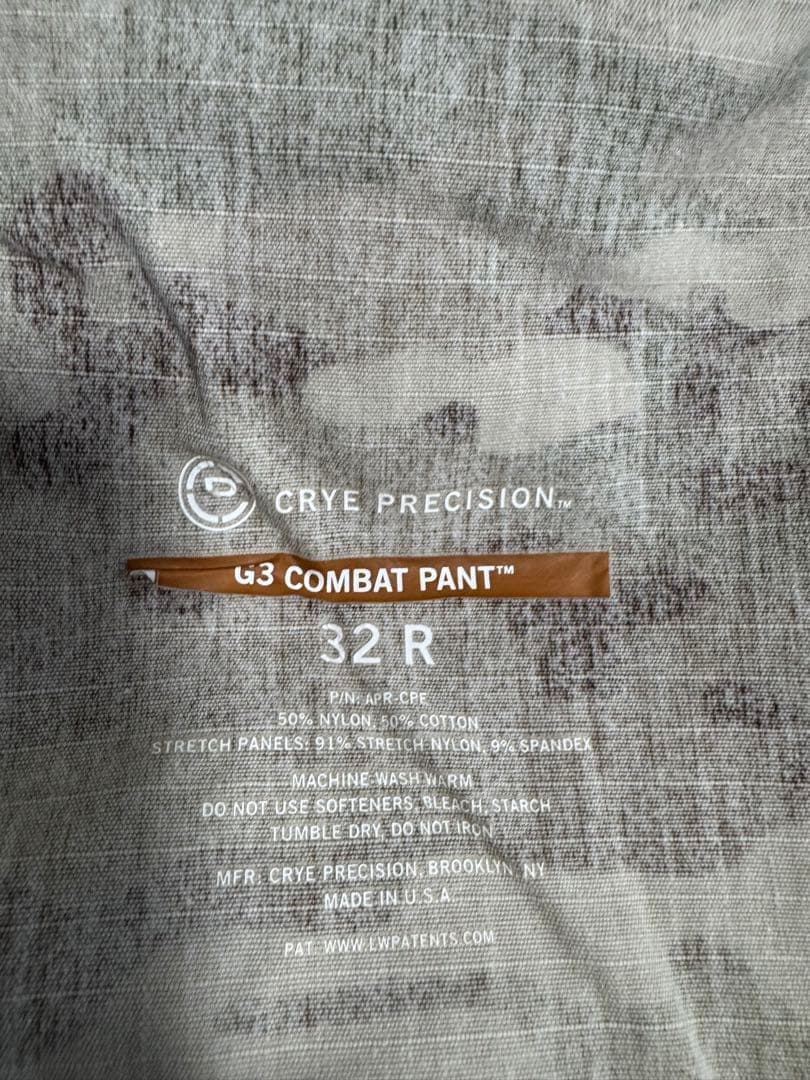 CRYE PRECISION™
G3 COMBAT PANT™
32 R
P/N: APR-CPE
50% NYLON, 50% COTTON
STRETCH PANELS: 91% STRETCH NYLON, 9% SPANDEX
MACHINE WASH WARM
DO NOT USE SOFTENERS, BLEACH, STARCH
TUMBLE DRY, DO NOT IRON
MFR: CRYE PRECISION, BROOKLYN, NY
MADE IN U.S.A.
PAT. WWW.LWPATENTS.COM